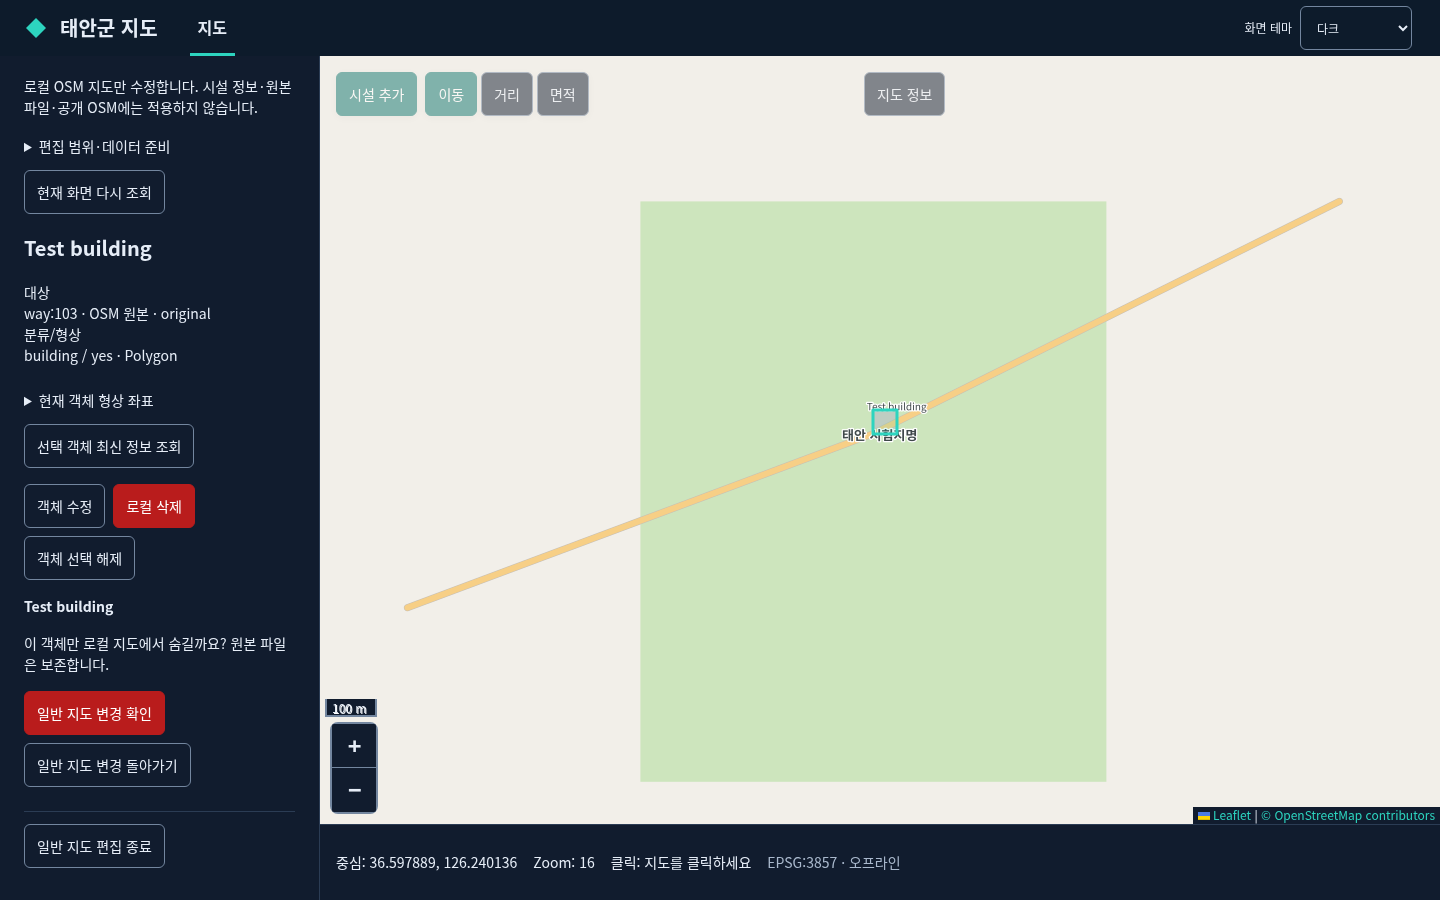 태안군 지도
지도
화면 테마
다크
로컬 OSM 지도만 수정합니다. 시설 정보·원본
파일·공개 OSM에는 적용하지 않습니다.
▶ 편집 범위·데이터 준비
현재 화면 다시 조회
Test building
대상
way:103 · OSM 원본 · original
분류/형상
building / yes · Polygon
▶ 현재 객체 형상 좌표
선택 객체 최신 정보 조회
객체 수정
로컬 삭제
객체 선택 해제
Test building
이 객체만 로컬 지도에서 숨길까요? 원본 파일
은 보존합니다.
일반 지도 변경 확인
일반 지도 변경 돌아가기
일반 지도 편집 종료
시설 추가
이동
거리
면적
지도 정보
Test building
태안 시험지명
100 m
+
−
Leaflet | © OpenStreetMap contributors
중심: 36.597889, 126.240136
Zoom: 16
클릭: 지도를 클릭하세요
EPSG:3857 · 오프라인